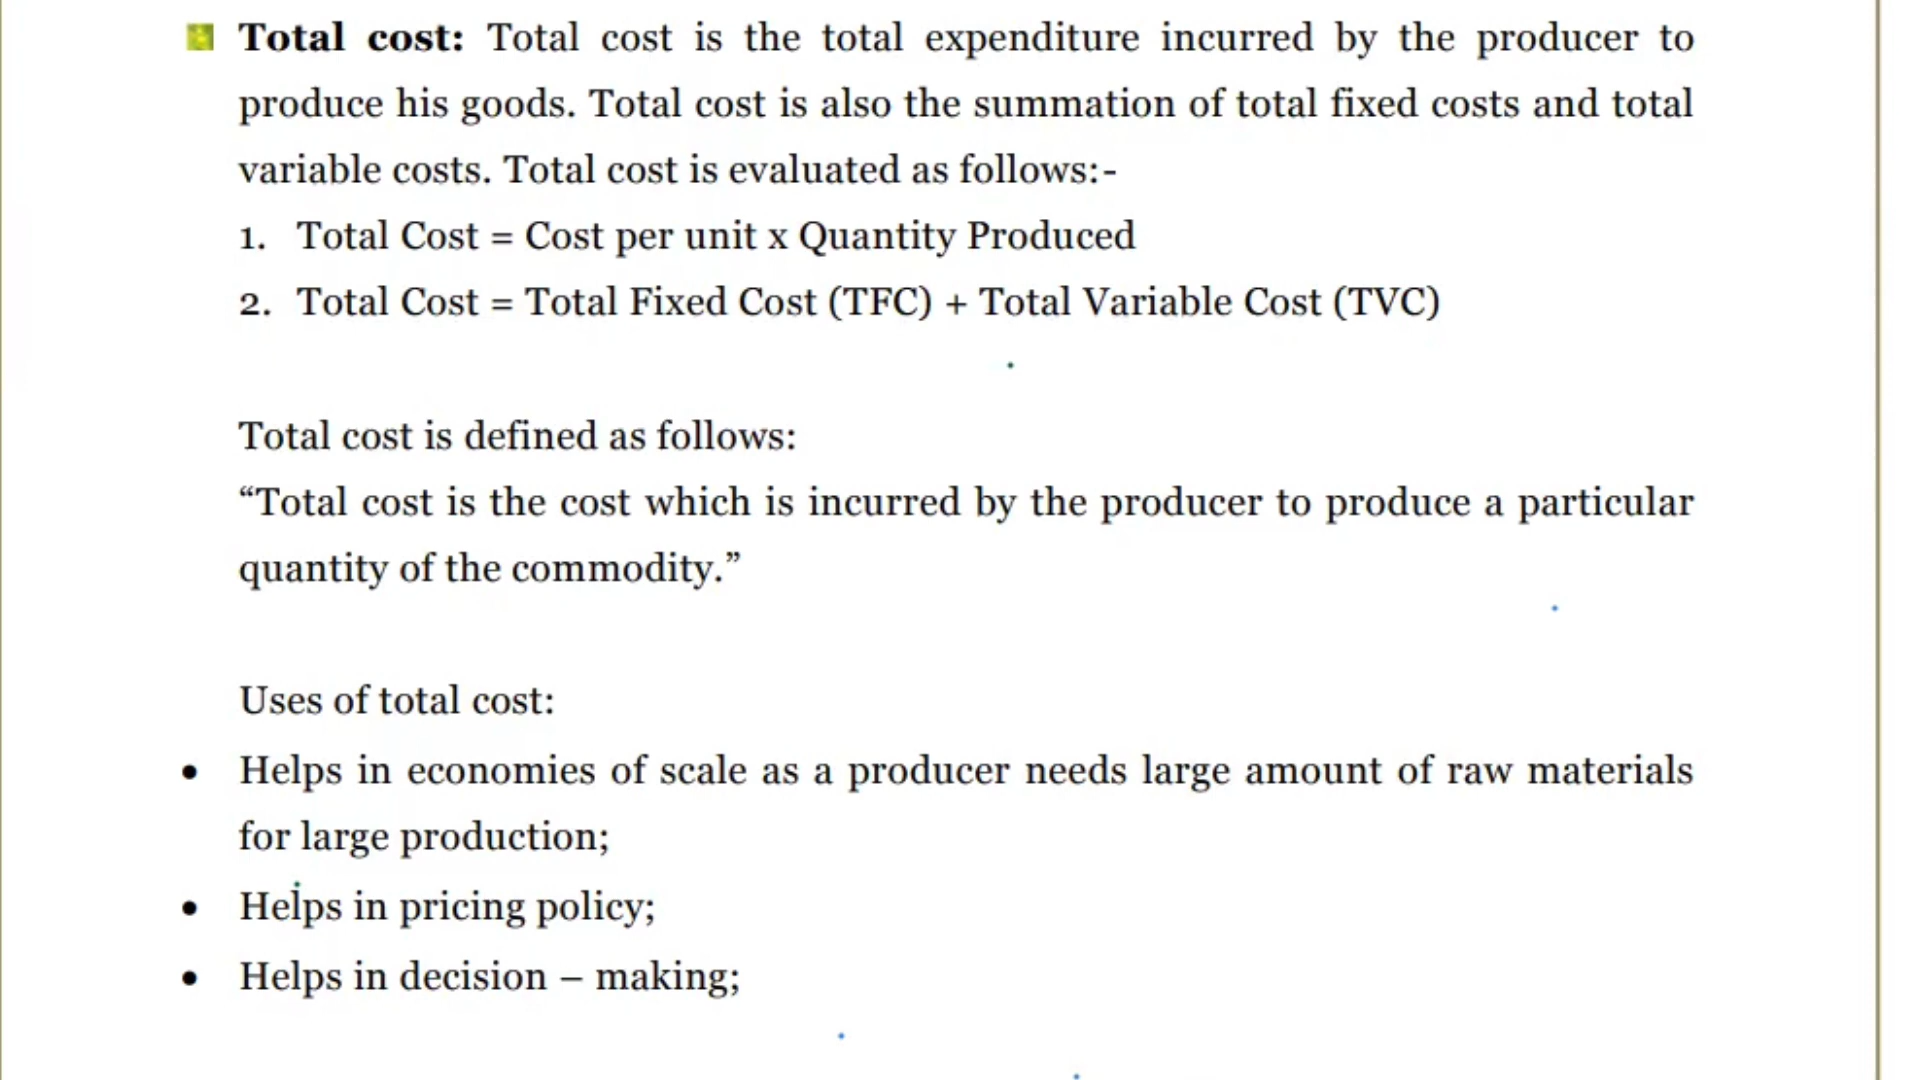 Total cost: Total cost is the total expenditure incurred by the producer to
produce his goods. Total cost is also the summation of total fixed costs and total
variable costs. Total cost is evaluated as follows:-
1. Total Cost = Cost per unit x Quantity Produced
2. Total Cost = Total Fixed Cost (TFC) + Total Variable Cost (TVC)
Total cost is defined as follows:
“Total cost is the cost which is incurred by the producer to produce a particular
quantity of the commodity.”
Uses of total cost:
• Helps in economies of scale as a producer needs large amount of raw materials
for large production;
• Helps in pricing policy;
• Helps in decision – making;